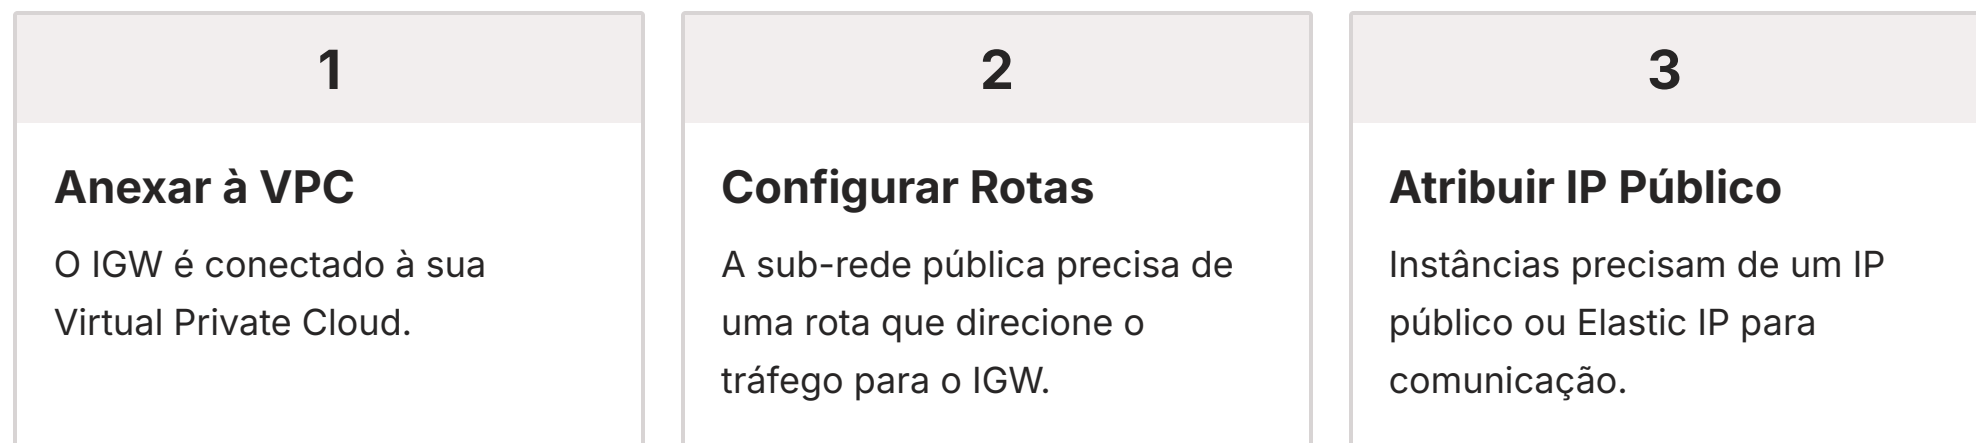 1
Anexar à VPC
O IGW é conectado à sua
Virtual Private Cloud.
2
Configurar Rotas
A sub-rede pública precisa de
uma rota que direcione o
tráfego para o IGW.
3
Atribuir IP Público
Instâncias precisam de um IP
público ou Elastic IP para
comunicação.